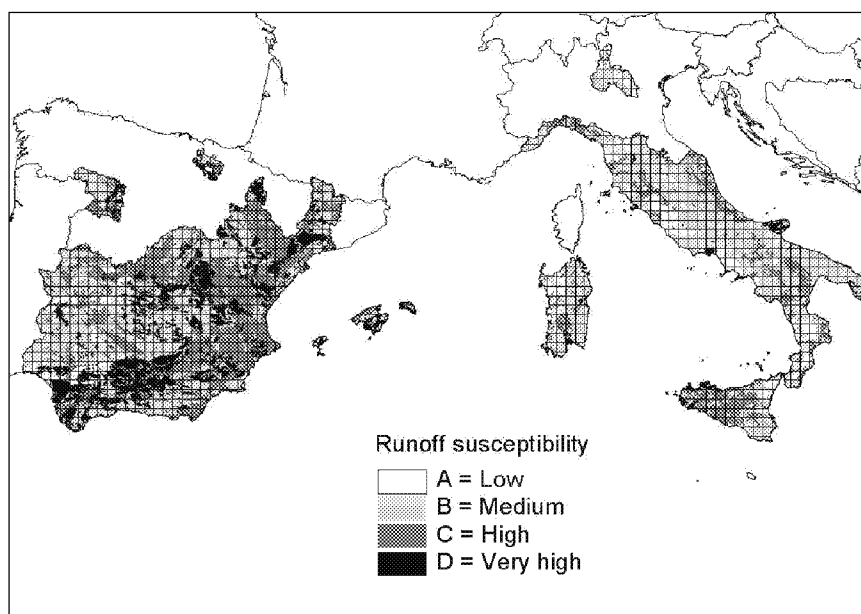 Runoff susceptibility
A = Low
B = Medium
C = High
D = Very high